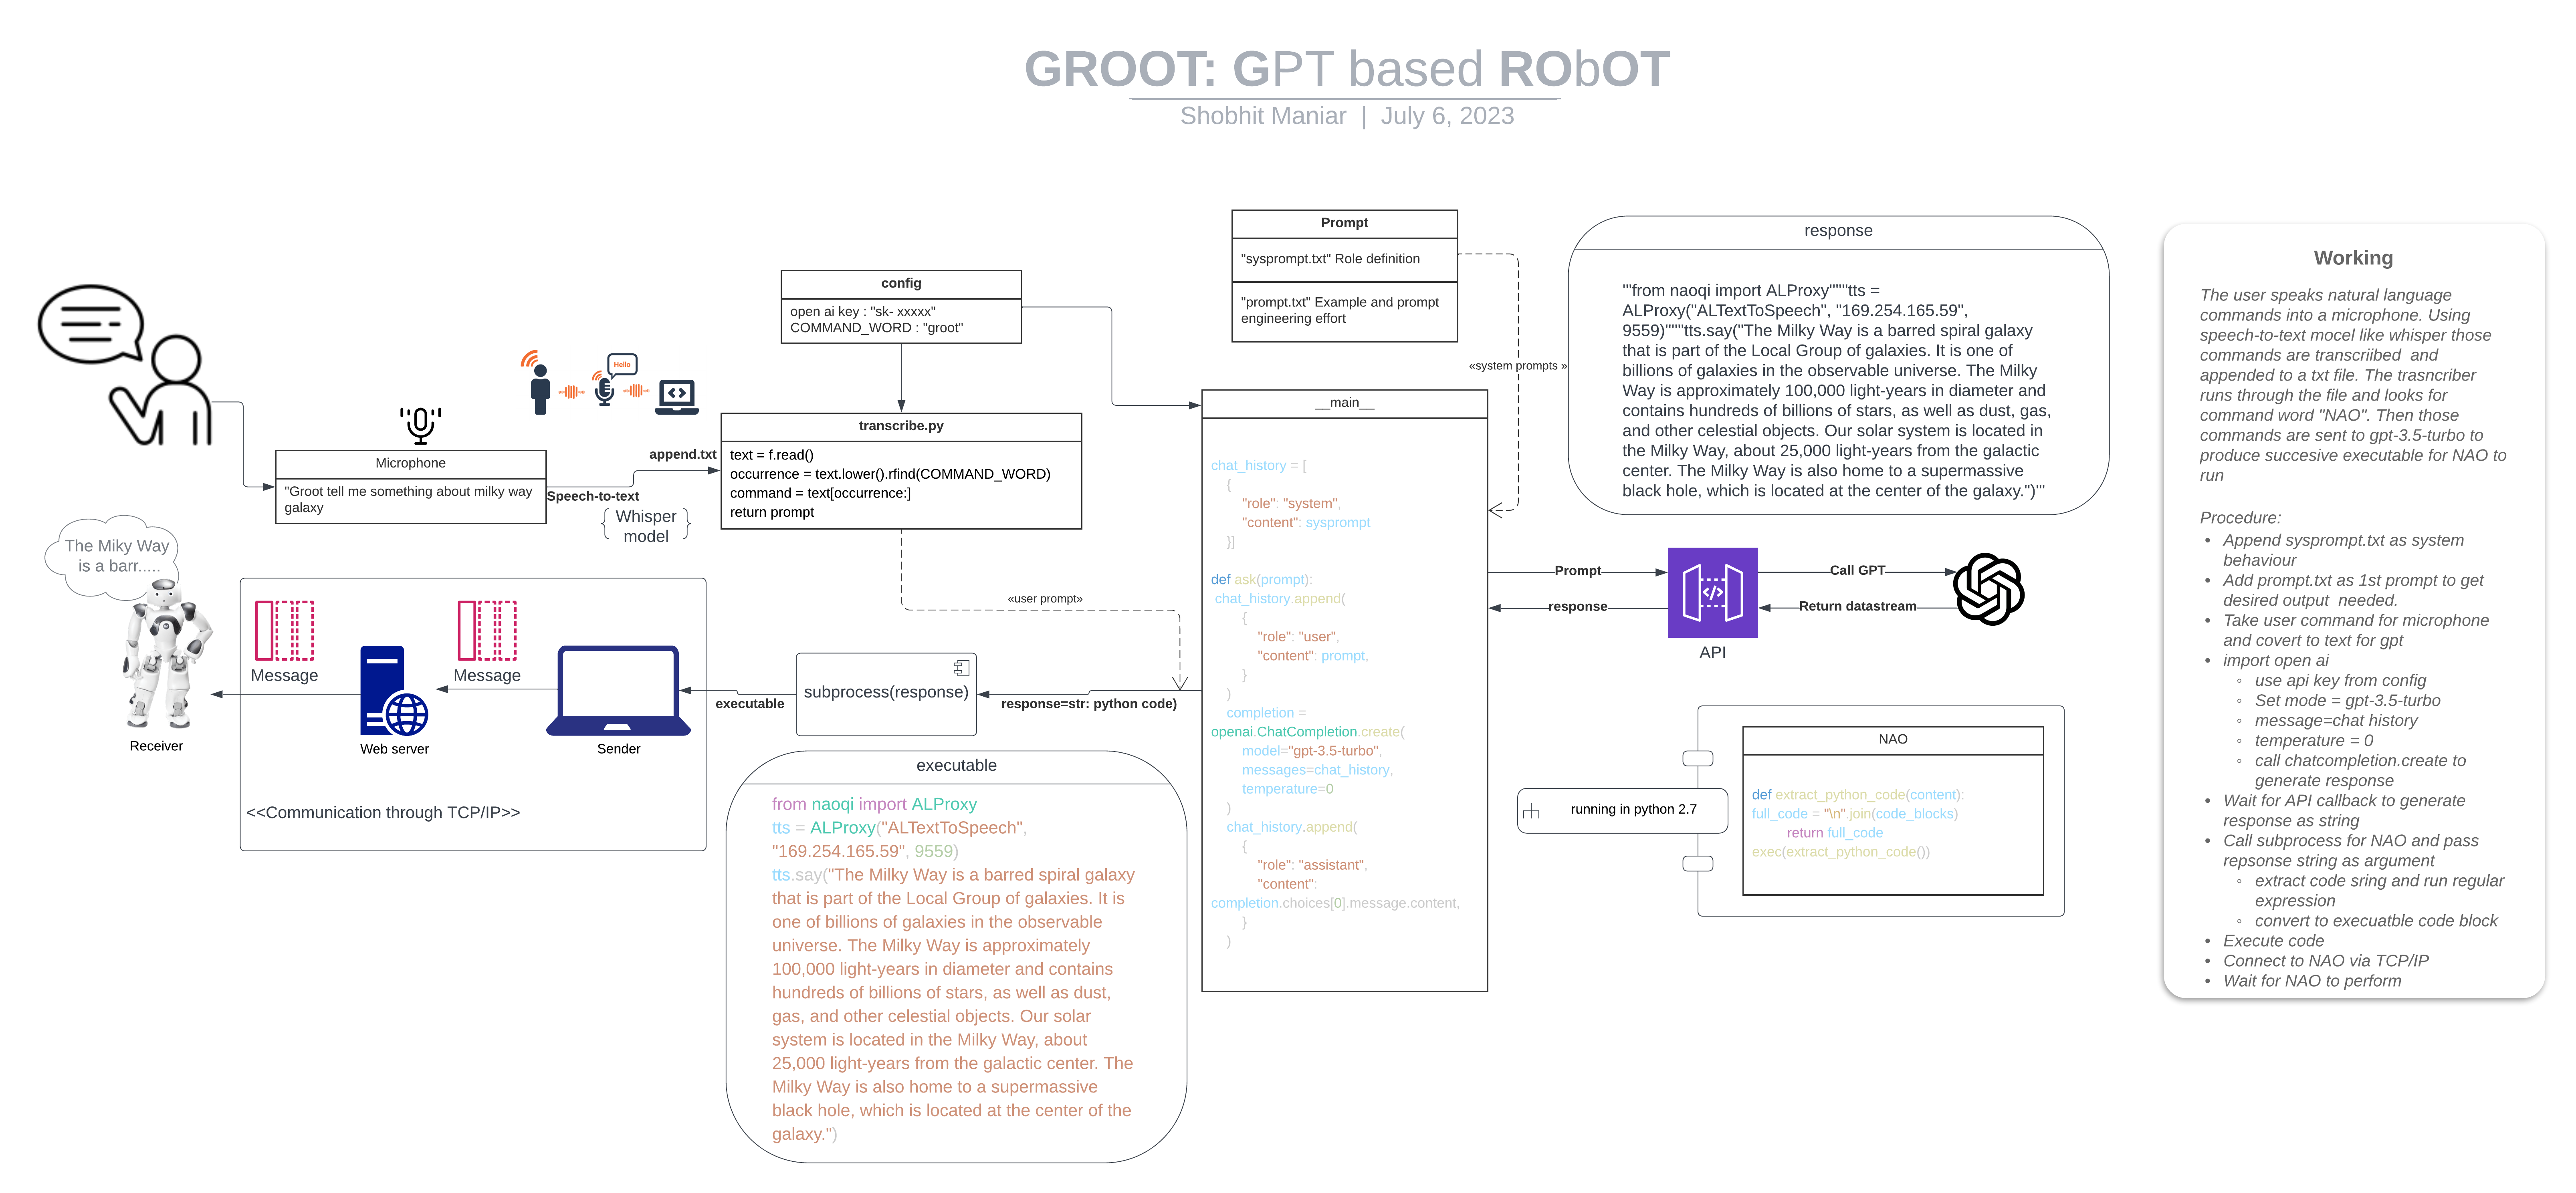 GROOT: GPT based RObOT
Shobhit Maniar | July 6, 2023
config
open ai key : "sk- xxxxx"
COMMAND_WORD : "groot"
Hello
Microphone
"Groot tell me something about milky way
galaxy
append.txt
Speech-to-text
Whisper
model
transcribe.py
text = f.read()
occurrence = text.lower().rfind(COMMAND_WORD)
command = text[occurrence:]
return prompt
«user prompt»
Prompt
"sysprompt.txt" Role definition
"prompt.txt" Example and prompt
engineering effort
«system prompts »
__main__
chat_history = [
{
"role": "system",
"content": sysprompt
}]
def ask(prompt):
chat_history.append(
{
"role": "user",
"content": prompt,
}
)
completion =
openai.ChatCompletion.create(
model="gpt-3.5-turbo",
messages=chat_history,
temperature=0
)
chat_history.append(
{
"role": "assistant",
"content":
completion.choices[0].message.content,
}
)
response
'"from naoqi import ALProxy""''tts =
ALProxy("ALTextToSpeech", "169.254.165.59",
9559)''""tts.say("The Milky Way is a barred spiral galaxy
that is part of the Local Group of galaxies. It is one of
billions of galaxies in the observable universe. The Milky
Way is approximately 100,000 light-years in diameter and
contains hundreds of billions of stars, as well as dust, gas,
and other celestial objects. Our solar system is located in
the Milky Way, about 25,000 light-years from the galactic
center. The Milky Way is also home to a supermassive
black hole, which is located at the center of the galaxy.")'"
Prompt
response
API
Call GPT
Return datastream
The Miky Way
is a barr.....
Receiver
Message
Web server
Message
Sender
<<Communication through TCP/IP>>
executable
subprocess(response)
response=str: python code)
executable
from naoqi import ALProxy
tts = ALProxy("ALTextToSpeech",
"169.254.165.59", 9559)
tts.say("The Milky Way is a barred spiral galaxy
that is part of the Local Group of galaxies. It is
one of billions of galaxies in the observable
universe. The Milky Way is approximately
100,000 light-years in diameter and contains
hundreds of billions of stars, as well as dust,
gas, and other celestial objects. Our solar
system is located in the Milky Way, about
25,000 light-years from the galactic center. The
Milky Way is also home to a supermassive
black hole, which is located at the center of the
galaxy.")
running in python 2.7
NAO
def extract_python_code(content):
full_code = "\n".join(code_blocks)
return full_code
exec(extract_python_code())
Working
The user speaks natural language
commands into a microphone. Using
speech-to-text mocel like whisper those
commands are transcriibed and
appended to a txt file. The trasncriber
runs through the file and looks for
command word "NAO". Then those
commands are sent to gpt-3.5-turbo to
produce succesive executable for NAO to
run
Procedure:
• Append sysprompt.txt as system
behaviour
• Add prompt.txt as 1st prompt to get
desired output needed.
• Take user command for microphone
and covert to text for gpt
• import open ai
◦ use api key from config
◦ Set mode = gpt-3.5-turbo
◦ message=chat history
◦ temperature = 0
◦ call chatcompletion.create to
generate response
• Wait for API callback to generate
response as string
• Call subprocess for NAO and pass
repsonse string as argument
◦ extract code sring and run regular
expression
◦ convert to execuatble code block
• Execute code
• Connect to NAO via TCP/IP
• Wait for NAO to perform